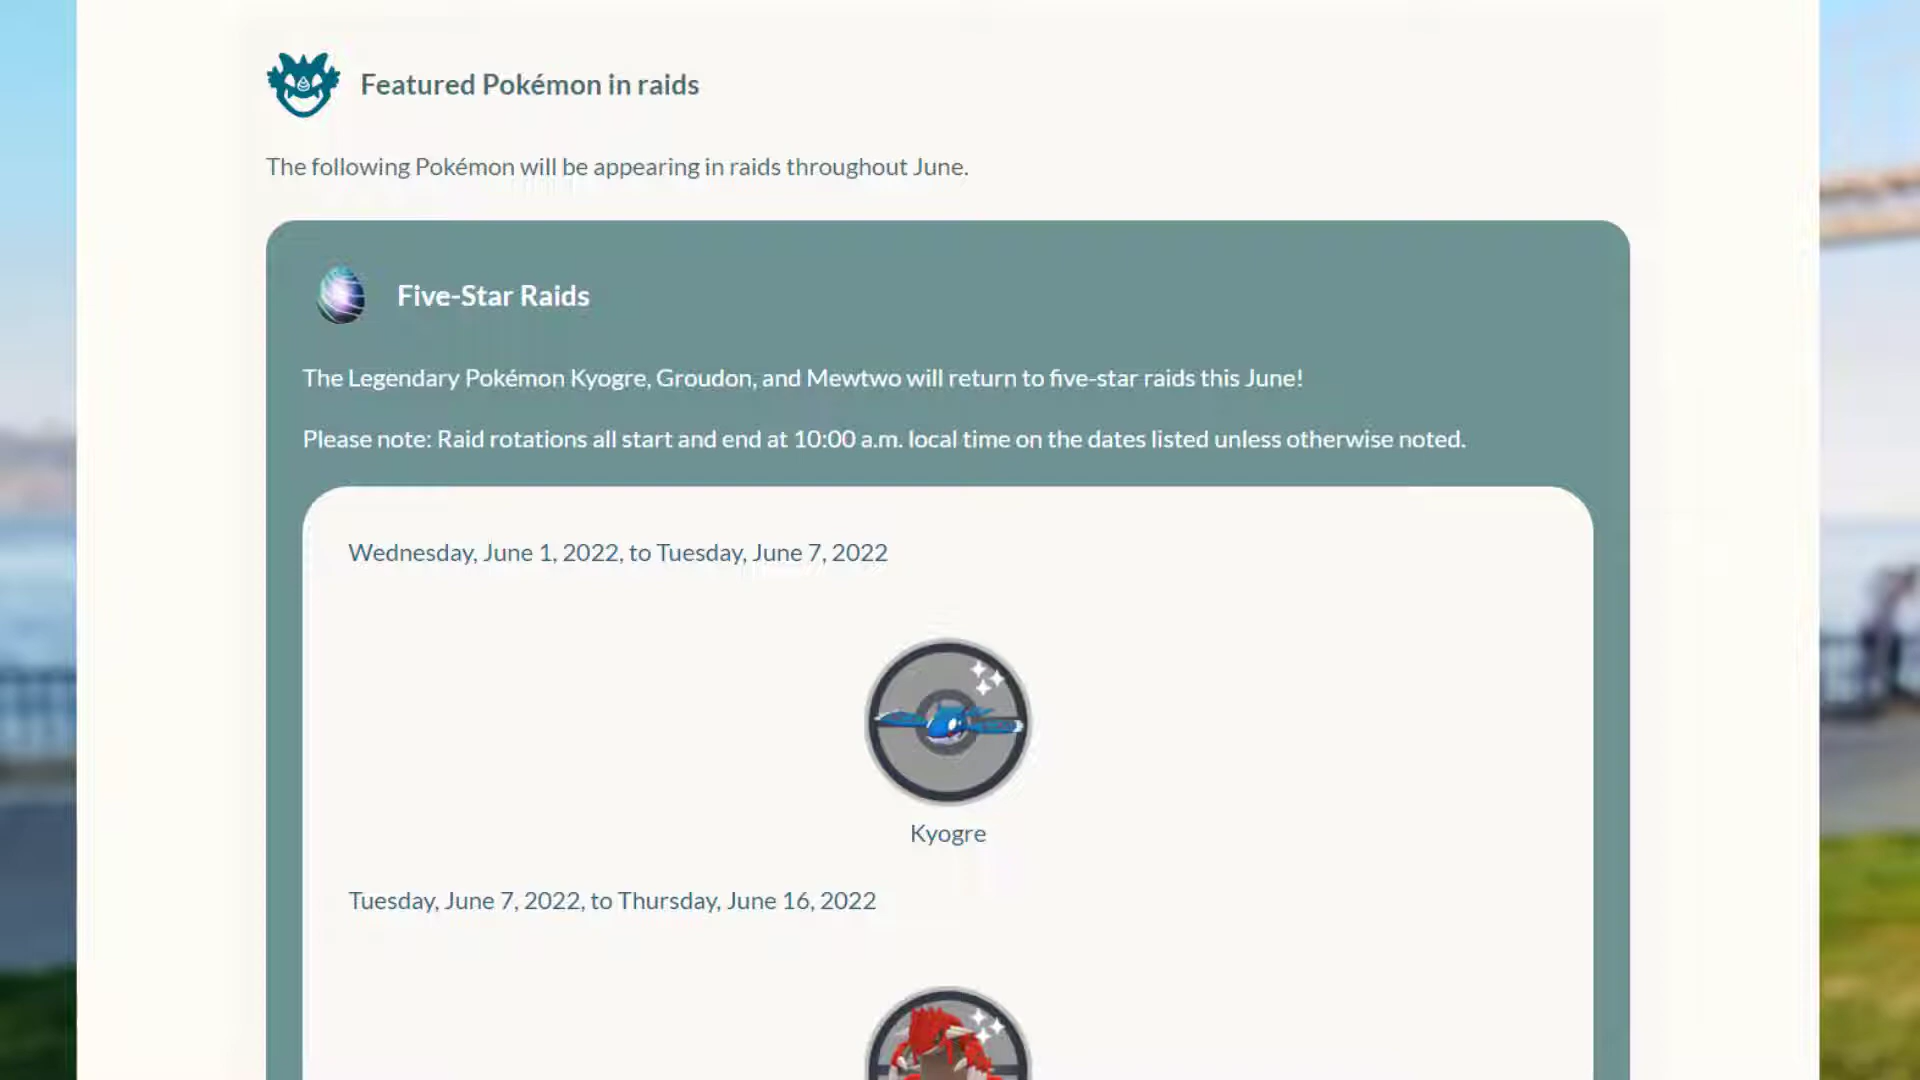 Featured Pokémon in raids
The following Pokémon will be appearing in raids throughout June.
Five-Star Raids
The Legendary Pokémon Kyogre, Groudon, and Mewtwo will return to five-star raids this June!
Please note: Raid rotations all start and end at 10:00 a.m. local time on the dates listed unless otherwise noted.
Wednesday, June 1, 2022, to Tuesday, June 7, 2022
Kyogre
Tuesday, June 7, 2022, to Thursday, June 16, 2022